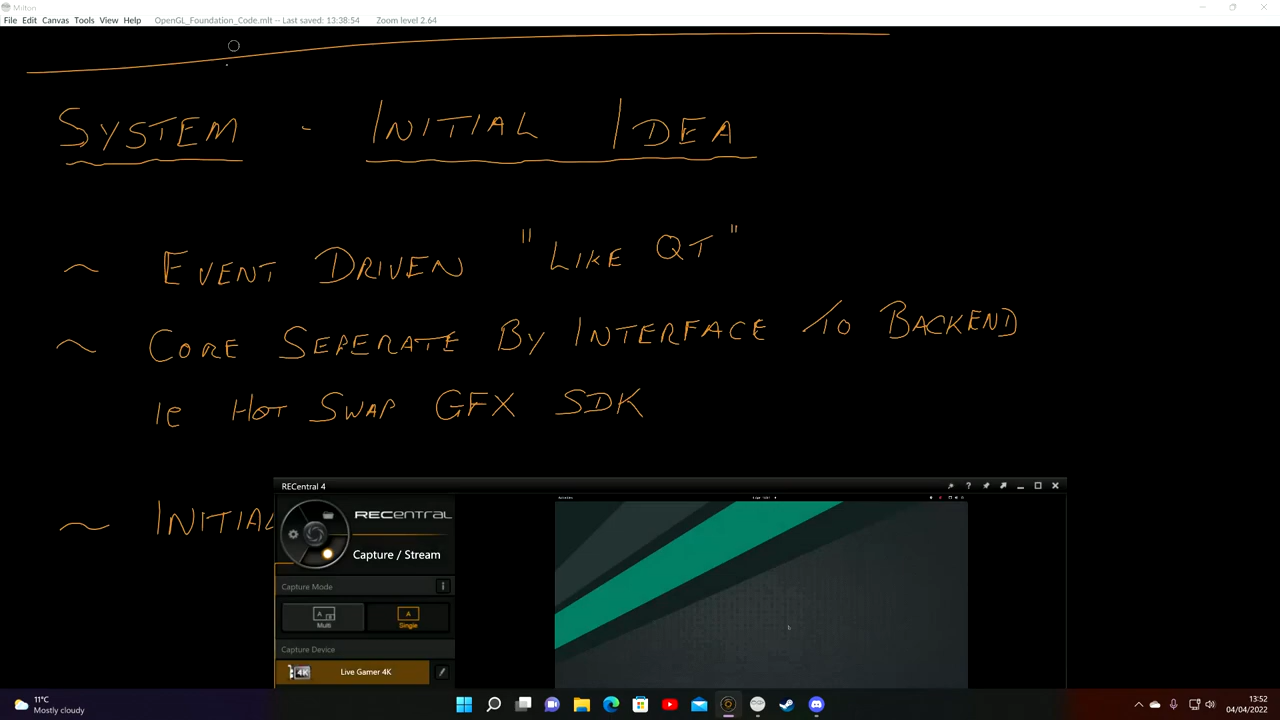 Milton
File Edit Canvas Tools View Help OpenGL_Foundation_Code.mlt -- Last saved: 13:38:54 Zoom level 2.64
SYSTEM - INITIAL IDEA
~ EVENT DRIVEN "LIKE QT"
~ CORE SEPERATE BY INTERFACE TO BACKEND
IE HOT SWAP GFX SDK
~ INITIAL
RECentral 4
RECENTRAL
Capture / Stream
Capture Mode
Multi Single
Capture Device
4K Live Gamer 4K
11°C
Mostly cloudy
13:52
04/04/2022